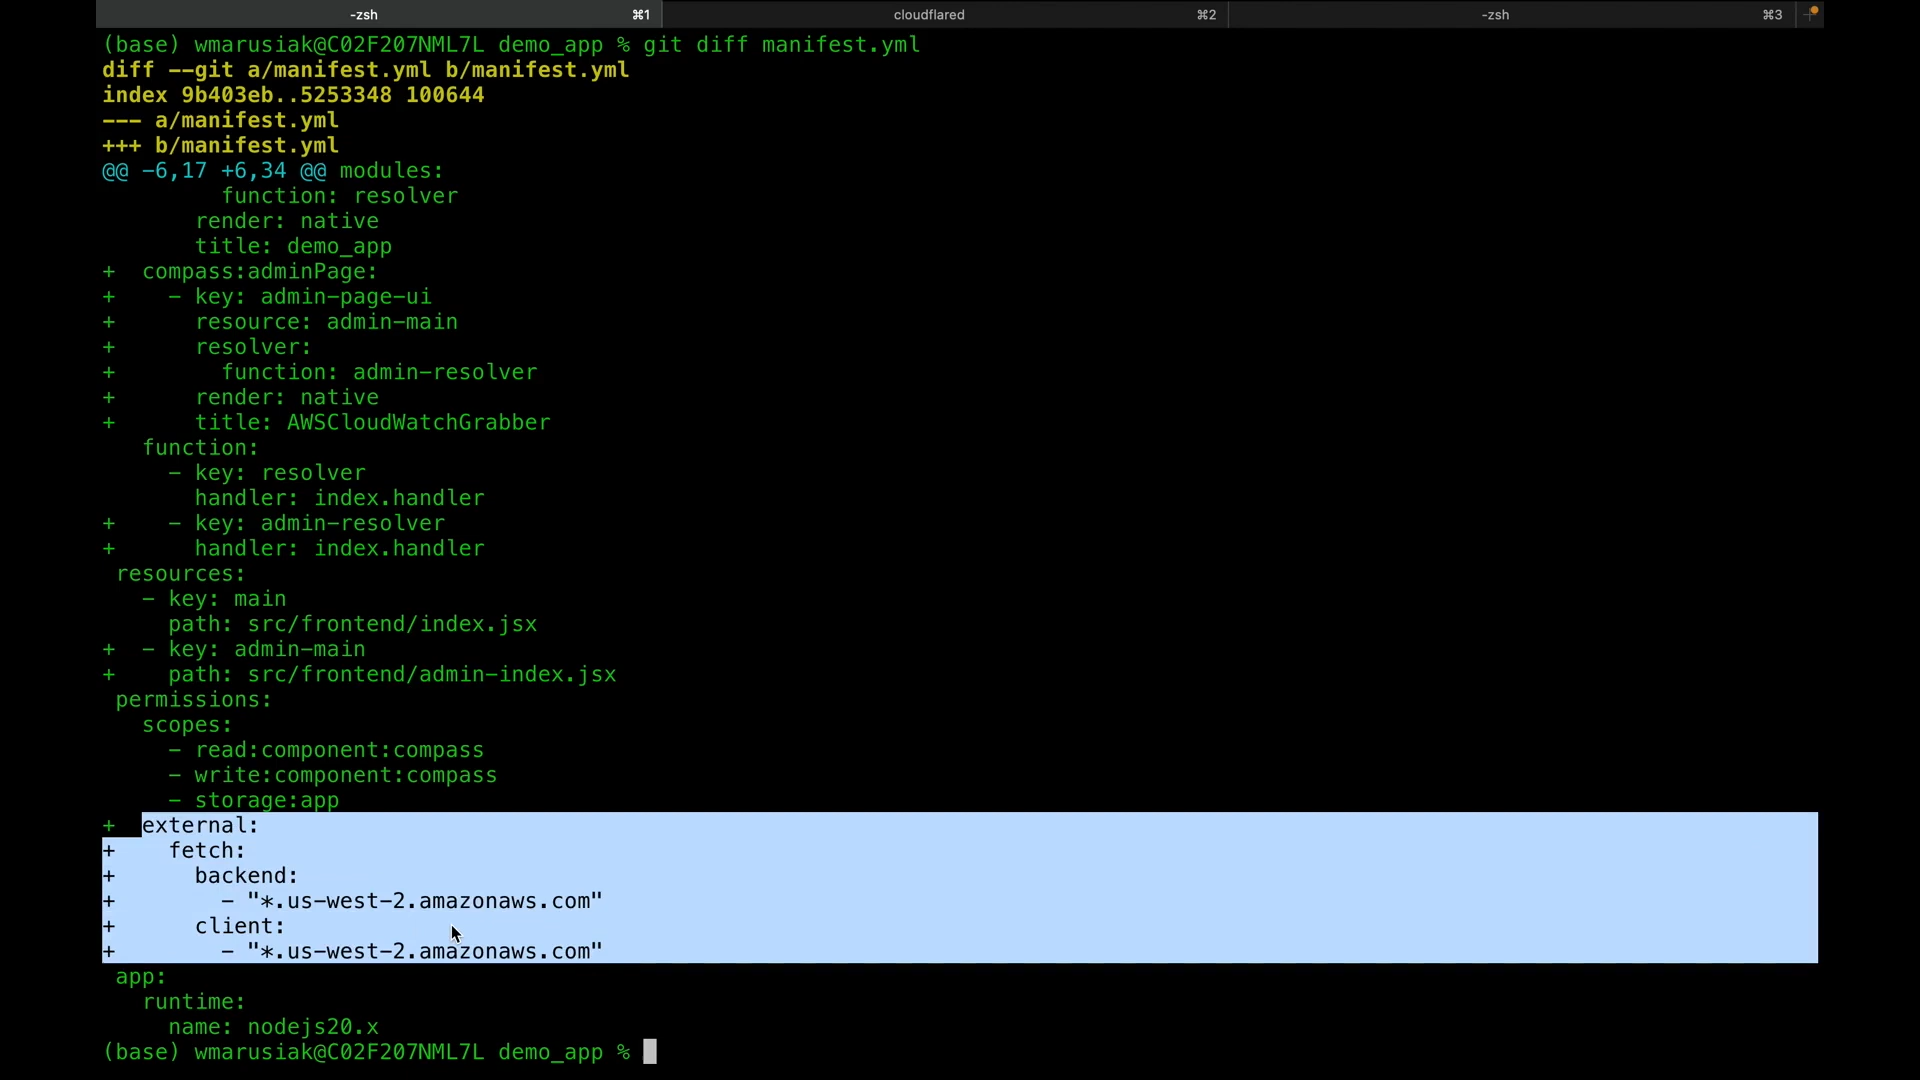 -zsh ⌘1 cloudflared ⌘2 -zsh ⌘3
(base) wmarusiak@C02F207NML7L demo_app % git diff manifest.yml
diff --git a/manifest.yml b/manifest.yml
index 9b403eb..5253348 100644
--- a/manifest.yml
+++ b/manifest.yml
@@ -6,17 +6,34 @@ modules:
         function: resolver
       render: native
       title: demo_app
+  compass:adminPage:
+    - key: admin-page-ui
+      resource: admin-main
+      resolver:
+        function: admin-resolver
+      render: native
+      title: AWSCloudWatchGrabber
   function:
     - key: resolver
       handler: index.handler
+    - key: admin-resolver
+      handler: index.handler
 resources:
   - key: main
     path: src/frontend/index.jsx
+  - key: admin-main
+    path: src/frontend/admin-index.jsx
 permissions:
   scopes:
     - read:component:compass
     - write:component:compass
     - storage:app
+  external:
+    fetch:
+      backend:
+        - "*.us-west-2.amazonaws.com"
+      client:
+        - "*.us-west-2.amazonaws.com"
 app:
   runtime:
     name: nodejs20.x
(base) wmarusiak@C02F207NML7L demo_app %